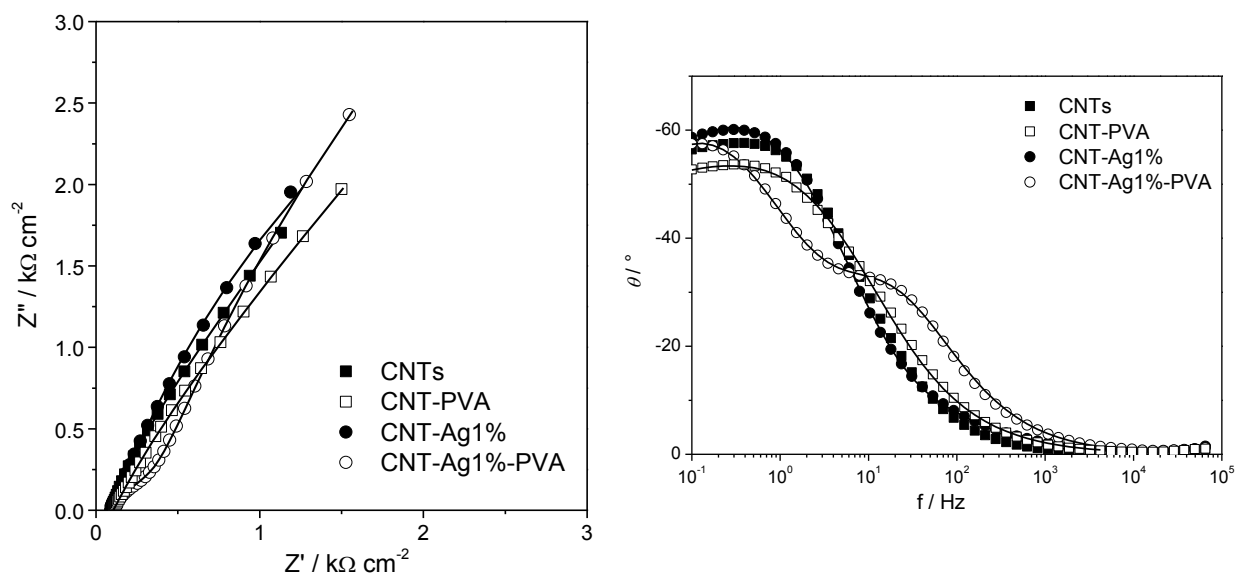 3.0
2.5
2.0
1.5
1.0
0.5
0.0
Z'' / kΩ cm⁻²
0
1
2
3
Z' / kΩ cm⁻²
CNTs
CNT-PVA
CNT-Ag1%
CNT-Ag1%-PVA
-60
-40
-20
0
θ / °
10⁻¹
10⁰
10¹
10²
10³
10⁴
10⁵
f / Hz
CNTs
CNT-PVA
CNT-Ag1%
CNT-Ag1%-PVA